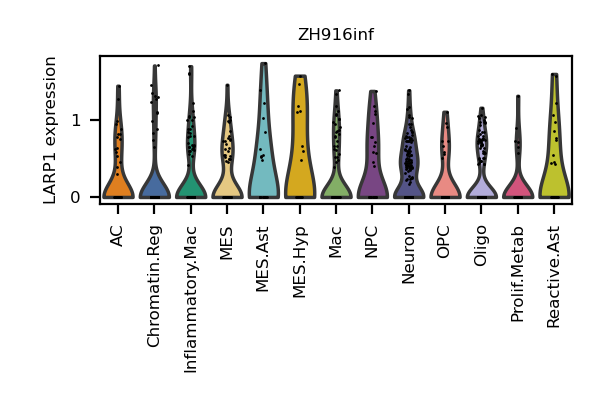 ZH916inf
LARP1 expression
1
0
AC
Chromatin.Reg
Inflammatory.Mac
MES
MES.Ast
MES.Hyp
Mac
NPC
Neuron
OPC
Oligo
Prolif.Metab
Reactive.Ast